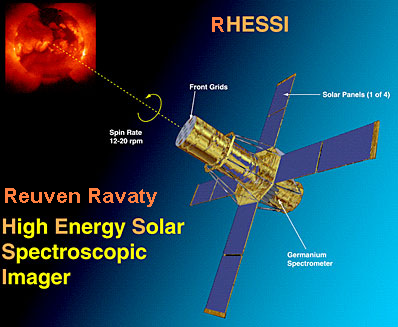 RHESSI
Front Grids
Solar Panels (1 of 4)
Spin Rate
12-20 rpm
Reuven Ravaty
High Energy Solar
Spectroscopic
Imager
Germanium
Spectrometer